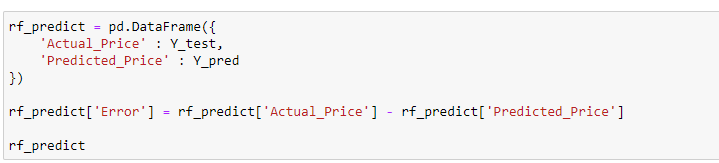 rf_predict = pd.DataFrame({
    'Actual_Price' : Y_test,
    'Predicted_Price' : Y_pred
})
rf_predict['Error'] = rf_predict['Actual_Price'] - rf_predict['Predicted_Price']
rf_predict